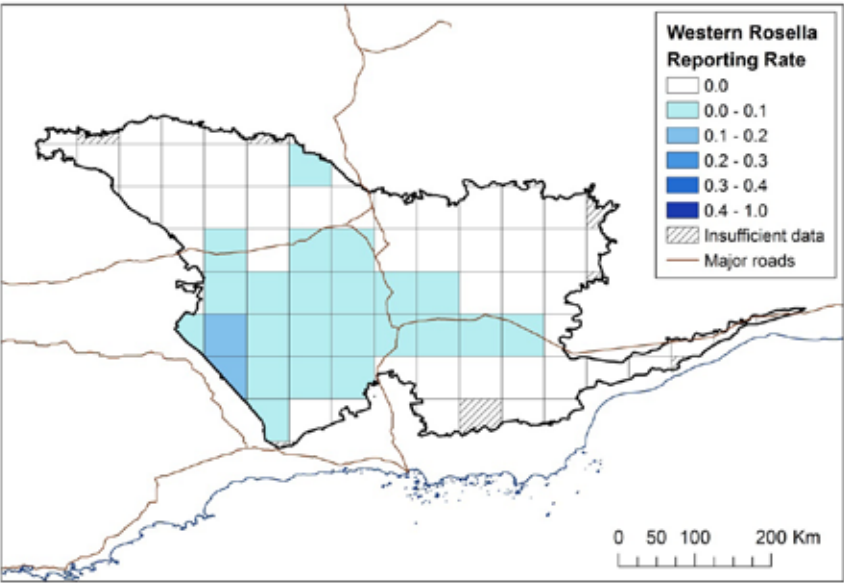 Western Rosella
Reporting Rate
0.0
0.0 - 0.1
0.1 - 0.2
0.2 - 0.3
0.3 - 0.4
0.4 - 1.0
Insufficient data
Major roads
0 50 100 200 Km